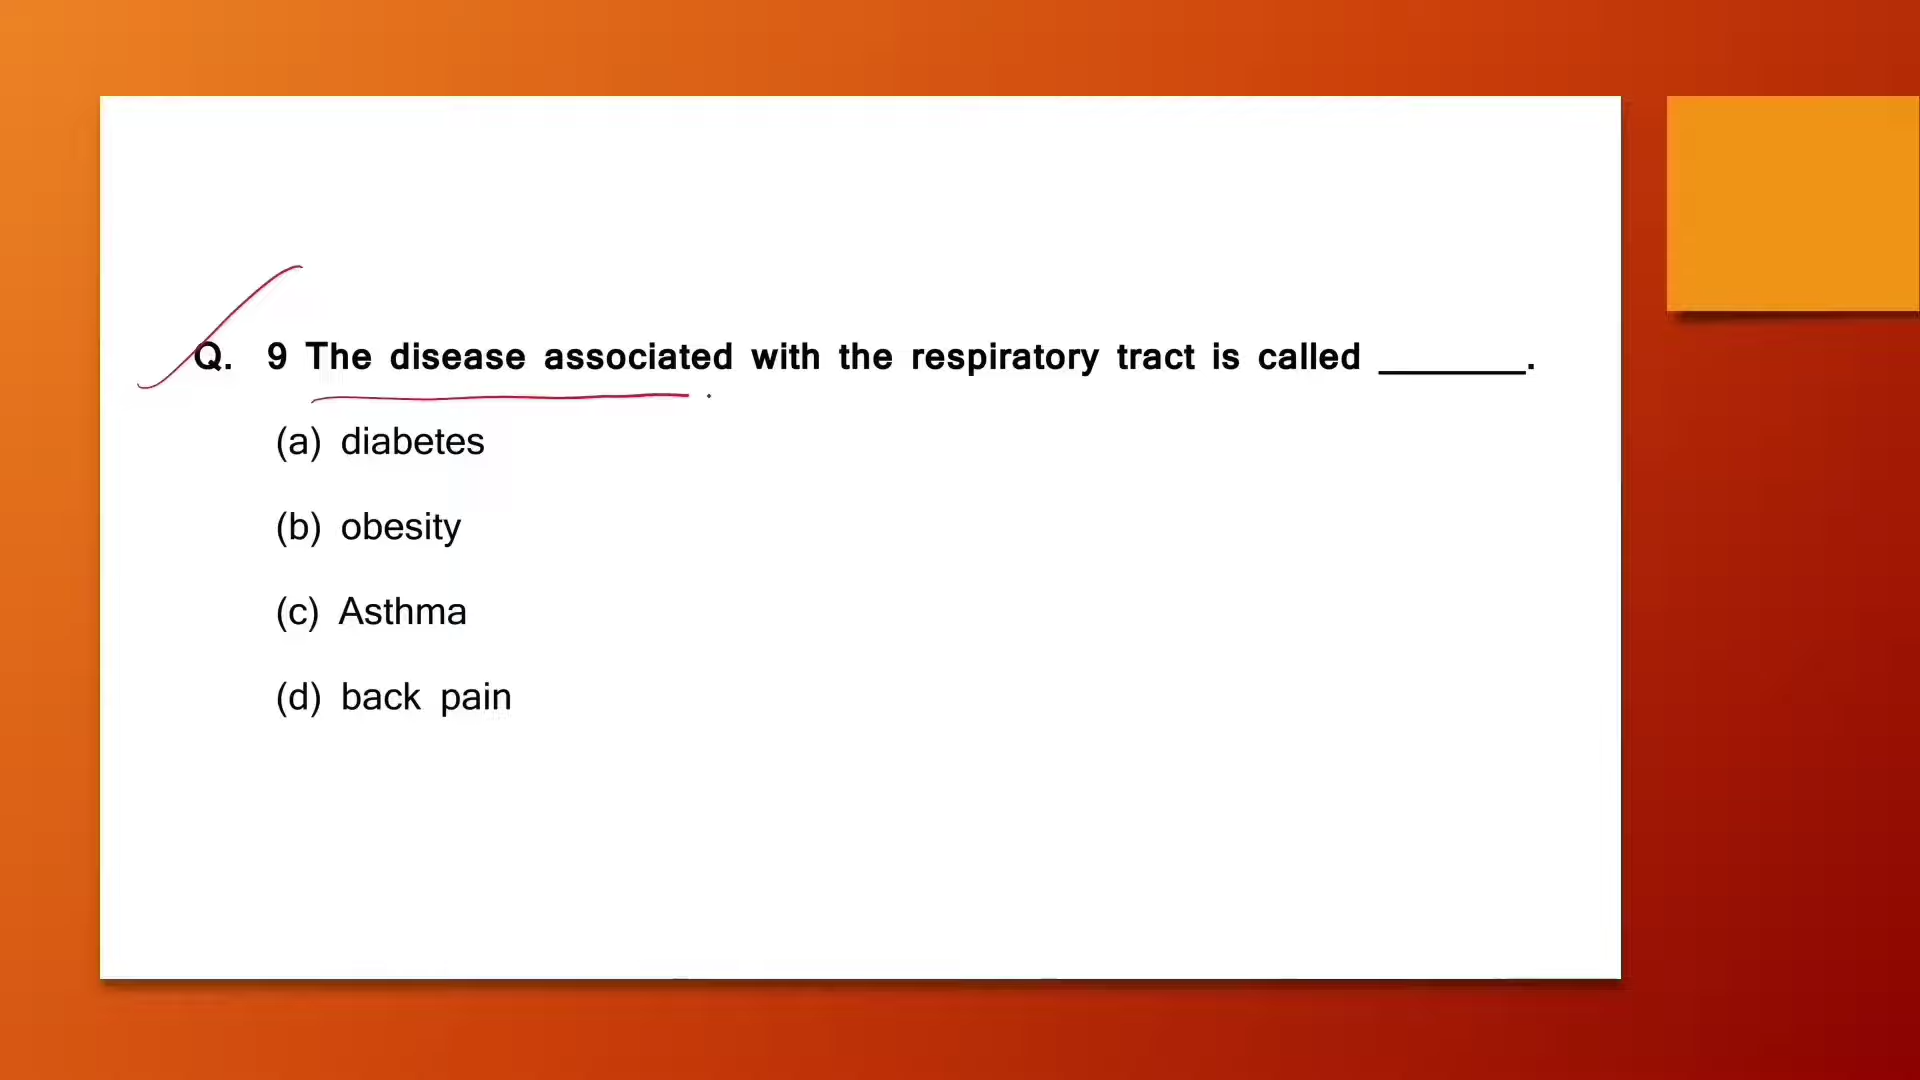 Q. 9 The disease associated with the respiratory tract is called ________.
(a) diabetes
(b) obesity
(c) Asthma
(d) back pain